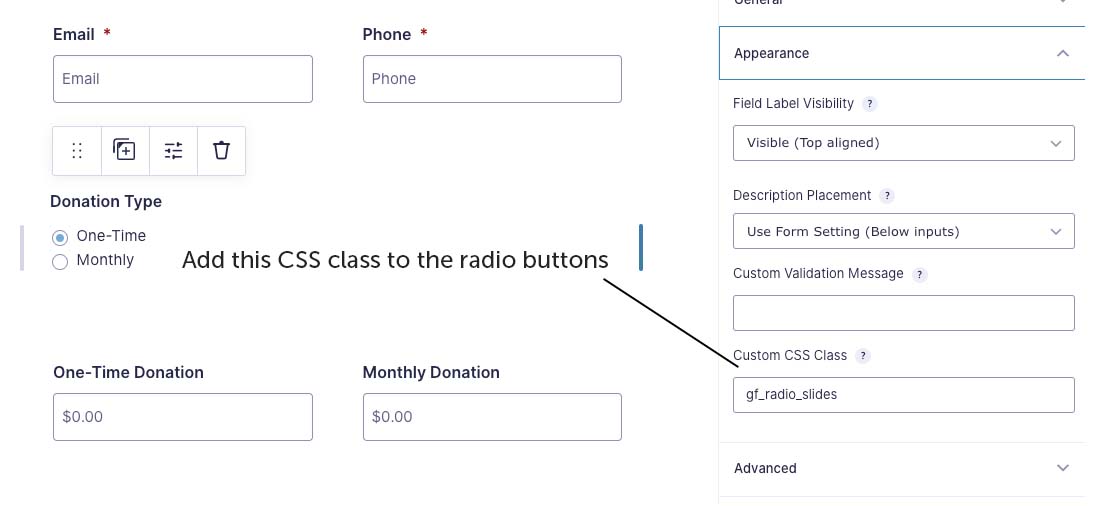 General
Email *
Phone *
Appearance
Email
Phone
Field Label Visibility ?
Visible (Top aligned)
Donation Type
Description Placement ?
One-Time
Use Form Setting (Below inputs)
Monthly
Add this CSS class to the radio buttons
Custom Validation Message ?
Custom CSS Class ?
One-Time Donation
Monthly Donation
gf_radio_slides
$0.00
$0.00
Advanced